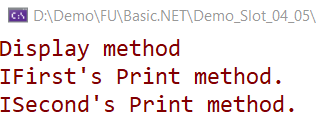 D:\Demo\FU\Basic.NET\Demo_Slot_04_05\
Display method
IFirst's Print method.
ISecond's Print method.